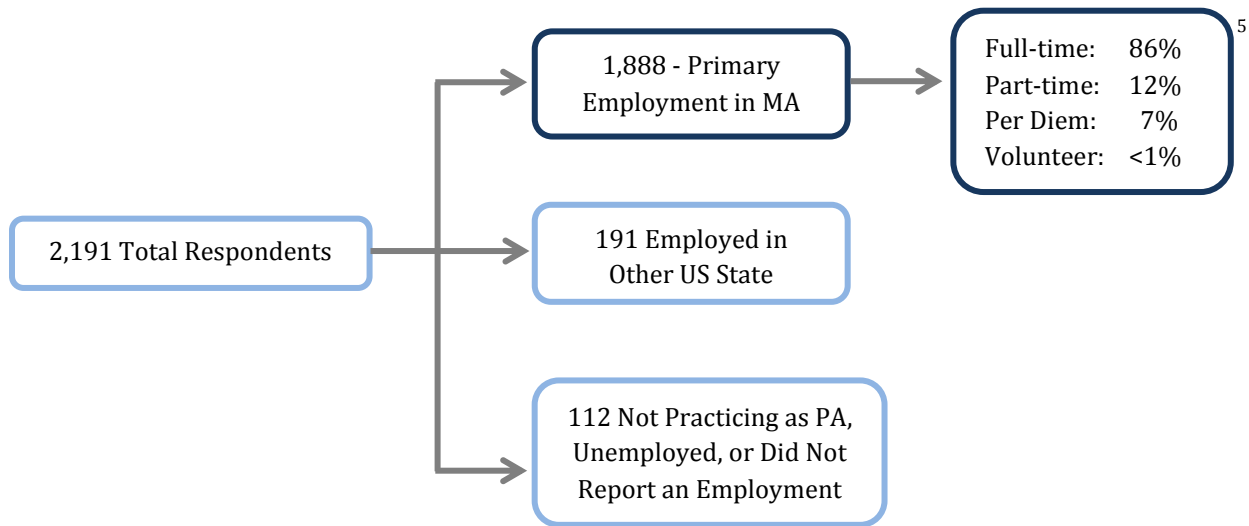 2,191 Total Respondents
1,888 - Primary
Employment in MA
Full-time: 86%
Part-time: 12%
Per Diem: 7%
Volunteer: <1%
5
191 Employed in
Other US State
112 Not Practicing as PA,
Unemployed, or Did Not
Report an Employment